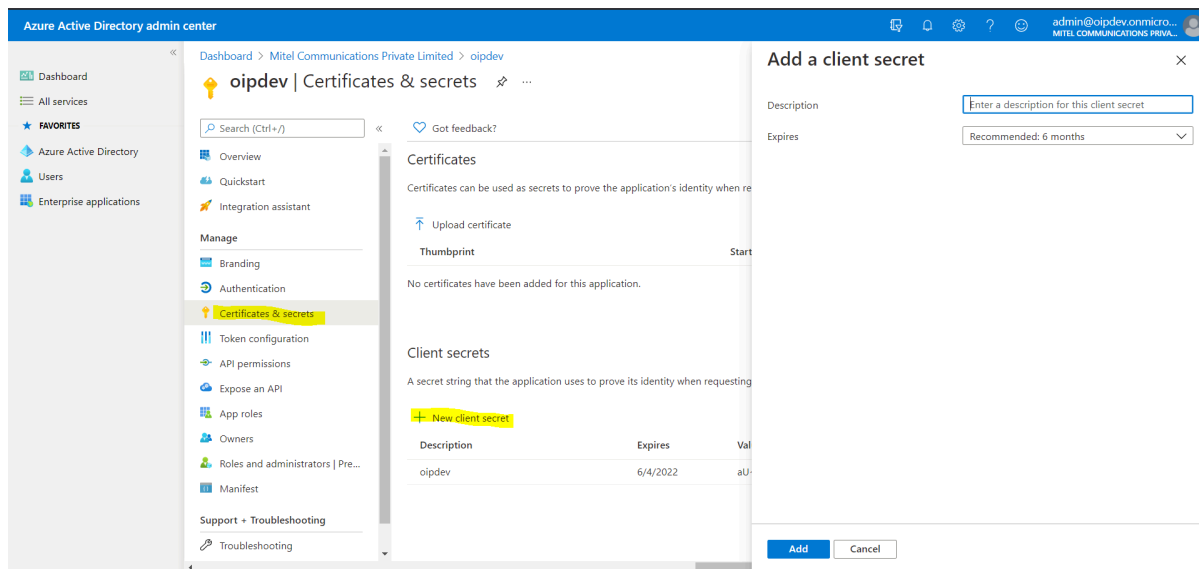 Azure Active Directory admin center
admin@oipdev.onmicro...
MITEL COMMUNICATIONS PRIVA...
Dashboard
All services
FAVORITES
Azure Active Directory
Users
Enterprise applications
Dashboard > Mitel Communications Private Limited > oipdev
oipdev | Certificates & secrets
Search (Ctrl+/)
Overview
Quickstart
Integration assistant
Manage
Branding
Authentication
Certificates & secrets
Token configuration
API permissions
Expose an API
App roles
Owners
Roles and administrators | Pre...
Manifest
Support + Troubleshooting
Troubleshooting
Got feedback?
Certificates
Certificates can be used as secrets to prove the application's identity when re
Upload certificate
Thumbprint Start
No certificates have been added for this application.
Client secrets
A secret string that the application uses to prove its identity when requesting
New client secret
Description Expires Val
oipdev 6/4/2022 aU-
Add a client secret
Description Enter a description for this client secret
Expires Recommended: 6 months
Add Cancel